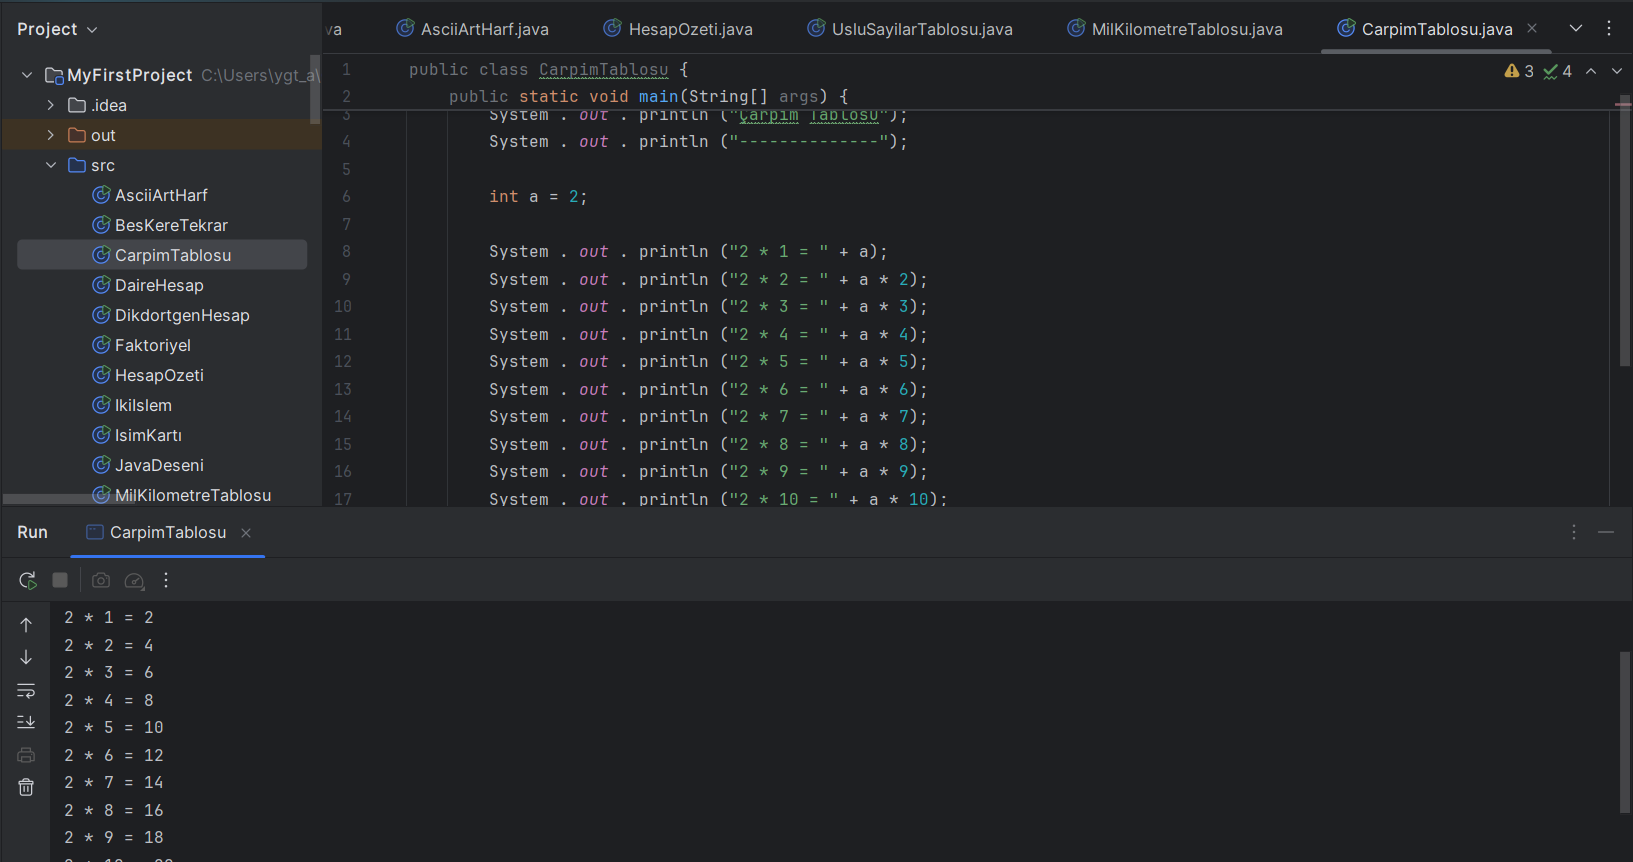 Project
va
AsciiArtHarf.java
HesapOzeti.java
UsluSayilarTablosu.java
MilKilometreTablosu.java
CarpimTablosu.java
MyFirstProject C:\Users\ygt_a\
.idea
out
src
AsciiArtHarf
BesKereTekrar
CarpimTablosu
DaireHesap
DikdortgenHesap
Faktoriyel
HesapOzeti
IkiIslem
IsimKartı
JavaDeseni
MilKilometreTablosu
3 4
1 public class CarpimTablosu {
2 public static void main(String[] args) {
3 System . out . println ("Çarpim Tablosu");
4 System . out . println ("--------------");
5
6 int a = 2;
7
8 System . out . println ("2 * 1 = " + a);
9 System . out . println ("2 * 2 = " + a * 2);
10 System . out . println ("2 * 3 = " + a * 3);
11 System . out . println ("2 * 4 = " + a * 4);
12 System . out . println ("2 * 5 = " + a * 5);
13 System . out . println ("2 * 6 = " + a * 6);
14 System . out . println ("2 * 7 = " + a * 7);
15 System . out . println ("2 * 8 = " + a * 8);
16 System . out . println ("2 * 9 = " + a * 9);
17 System . out . println ("2 * 10 = " + a * 10);
Run
CarpimTablosu
2 * 1 = 2
2 * 2 = 4
2 * 3 = 6
2 * 4 = 8
2 * 5 = 10
2 * 6 = 12
2 * 7 = 14
2 * 8 = 16
2 * 9 = 18